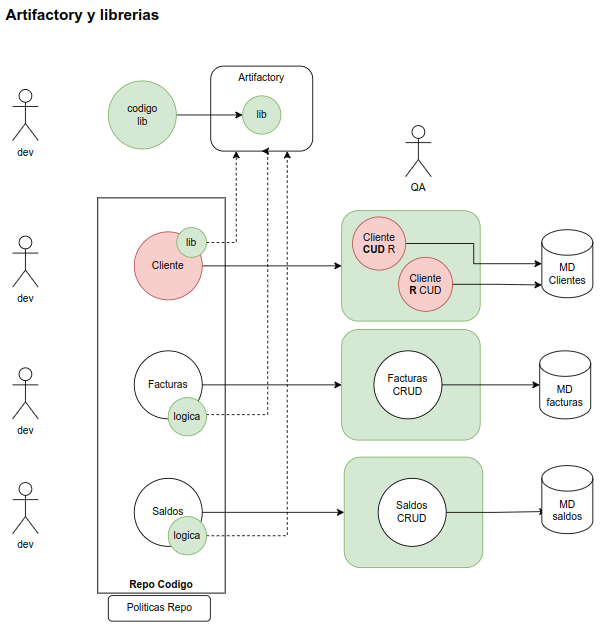 Artifactory y librerias
Artifactory
codigo
lib
lib
dev
QA
lib
Cliente
dev
Cliente
CUD R
Cliente
R CUD
MD
Clientes
Facturas
logica
dev
Facturas
CRUD
MD
facturas
Saldos
logica
dev
Saldos
CRUD
MD
saldos
Repo Codigo
Politicas Repo